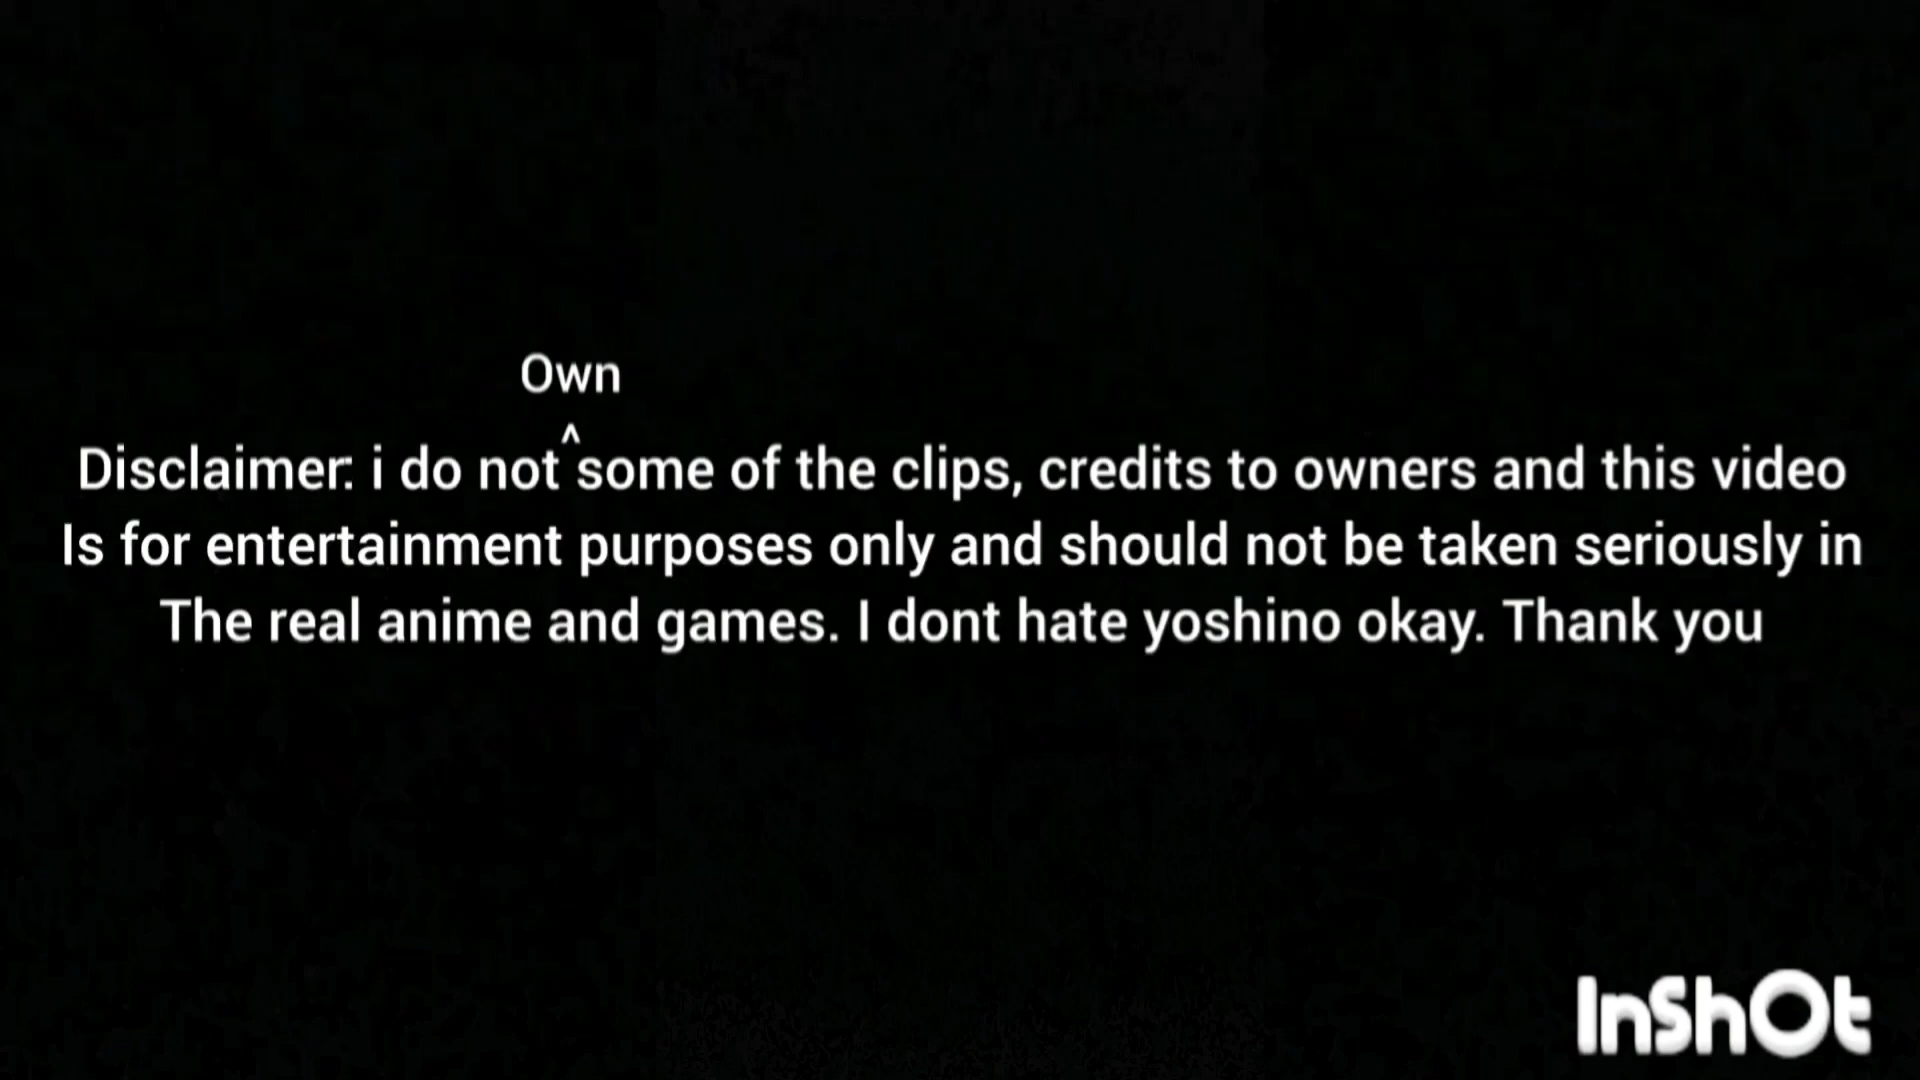 Own
^
Disclaimer: i do not some of the clips, credits to owners and this video
Is for entertainment purposes only and should not be taken seriously in
The real anime and games. I dont hate yoshino okay. Thank you
InShOt